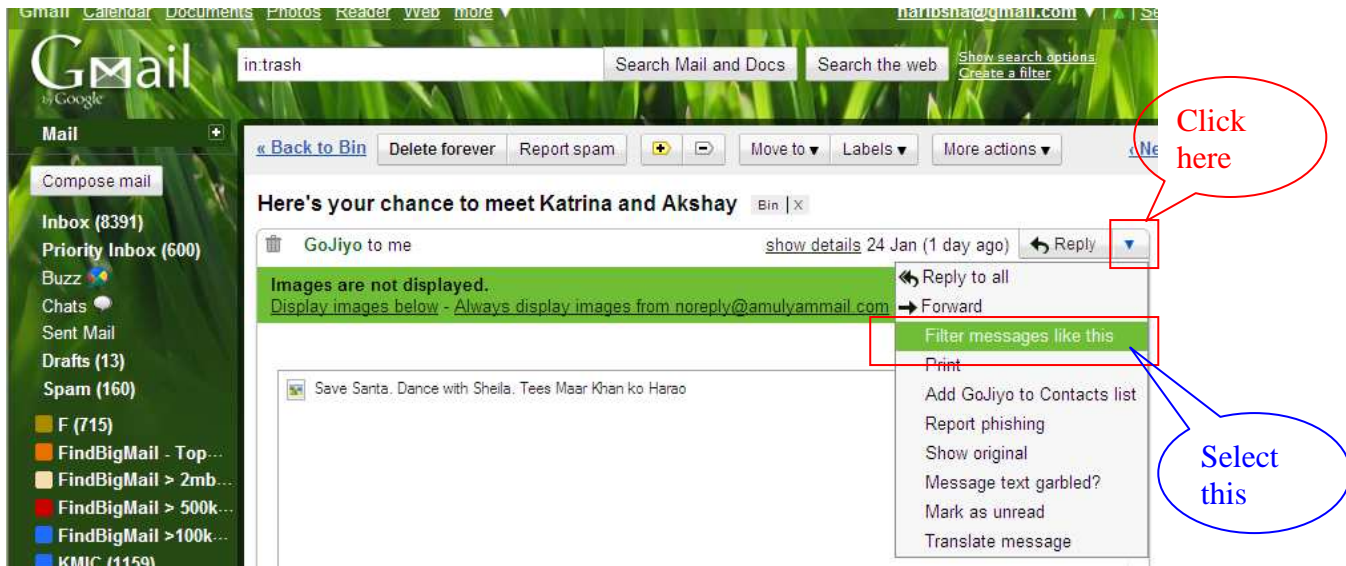 Gmail Calendar Documents Photos Reader Web more ▼ haribsha@gmail.com ▼ | ▲ | Se
Gmail
by Google
in:trash
Search Mail and Docs
Search the web
Show search options
Create a filter
Click
here
Mail
« Back to Bin
Delete forever
Report spam
Move to ▼
Labels ▼
More actions ▼
‹ Ne
Compose mail
Here's your chance to meet Katrina and Akshay
Bin | X
Inbox (8391)
Priority Inbox (600)
Buzz
Chats
Sent Mail
Drafts (13)
Spam (160)
F (715)
FindBigMail - Top...
FindBigMail > 2mb...
FindBigMail > 500k...
FindBigMail >100k...
KMIC (1159)
GoJiyo to me
show details 24 Jan (1 day ago)
Reply
Images are not displayed.
Display images below - Always display images from noreply@amulyammail.com
Save Santa. Dance with Sheila. Tees Maar Khan ko Harao
Reply to all
Forward
Filter messages like this
Print
Add GoJiyo to Contacts list
Report phishing
Show original
Message text garbled?
Mark as unread
Translate message
Select
this